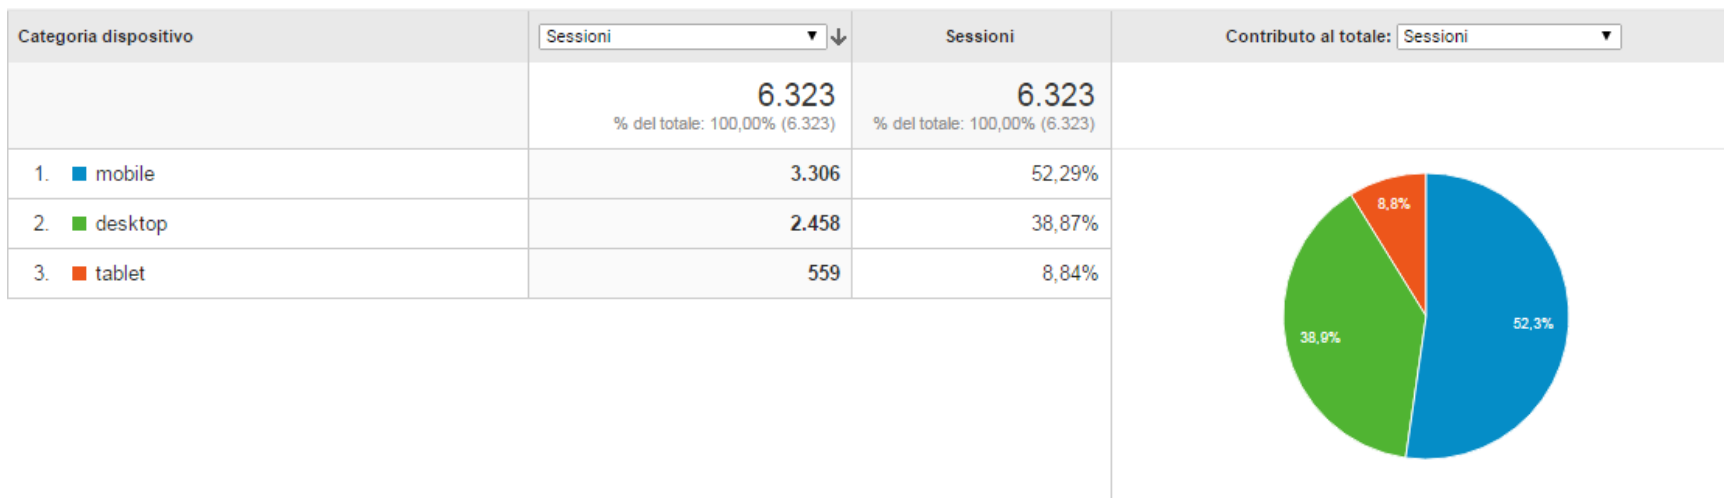 Categoria dispositivo Sessioni Sessioni Contributo al totale: Sessioni
6.323 6.323
% del totale: 100,00% (6.323) % del totale: 100,00% (6.323)
1. mobile 3.306 52,29%
2. desktop 2.458 38,87%
3. tablet 559 8,84%
8,8%
52,3%
38,9%